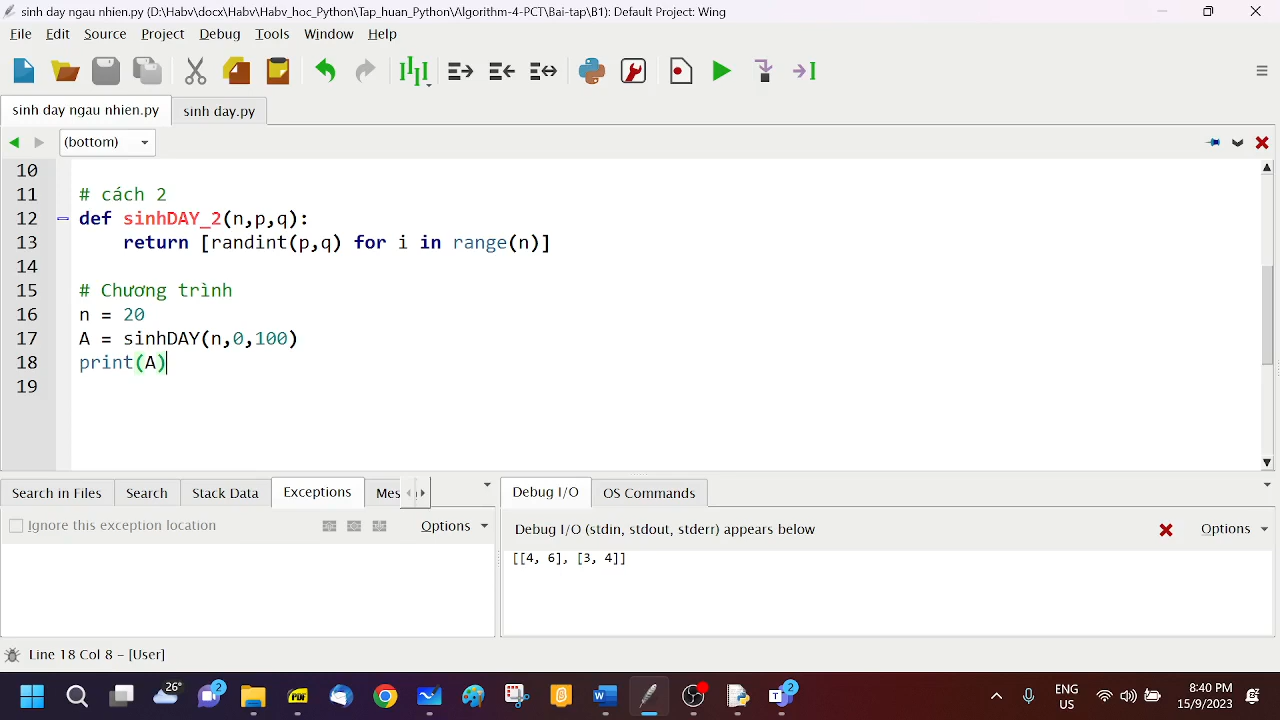 sinh day ngau nhien.py (D:\Habv\docx\Habv\Habv_hoc_Python\Tap_huan_Python\Algorithm-4-PCT\Bai-tap\B1): Default Project: Wing
File Edit Source Project Debug Tools Window Help
sinh day ngau nhien.py sinh day.py
(bottom)
10
11 # cách 2
12 def sinhDAY_2(n,p,q):
13 return [randint(p,q) for i in range(n)]
14
15 # Chương trình
16 n = 20
17 A = sinhDAY(n,0,100)
18 print(A)
19
Search in Files Search Stack Data Exceptions Debug I/O OS Commands
Ignore this exception location Options
Debug I/O (stdin, stdout, stderr) appears below Options
[[4, 6], [3, 4]]
Line 18 Col 8 – [User]
26° 2 PDF 2 ENG US 8:40 PM 15/9/2023